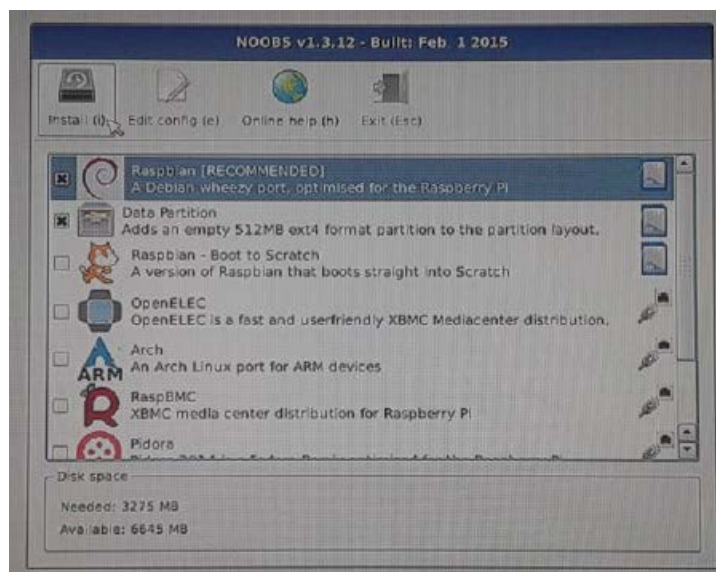 NOOBS v1.3.12 - Built: Feb 1 2015
Install (i)
Edit config (e)
Online help (h)
Exit (Esc)
Raspbian [RECOMMENDED]
A Debian wheezy port, optimised for the Raspberry Pi
Data Partition
Adds an empty 512MB ext4 format partition to the partition layout.
Raspbian - Boot to Scratch
A version of Raspbian that boots straight into Scratch
OpenELEC
OpenELEC is a fast and userfriendly XBMC Mediacenter distribution.
Arch
An Arch Linux port for ARM devices
ARM
RaspBMC
XBMC media center distribution for Raspberry Pi
Pidora
Disk space
Needed: 3275 MB
Available: 6645 MB